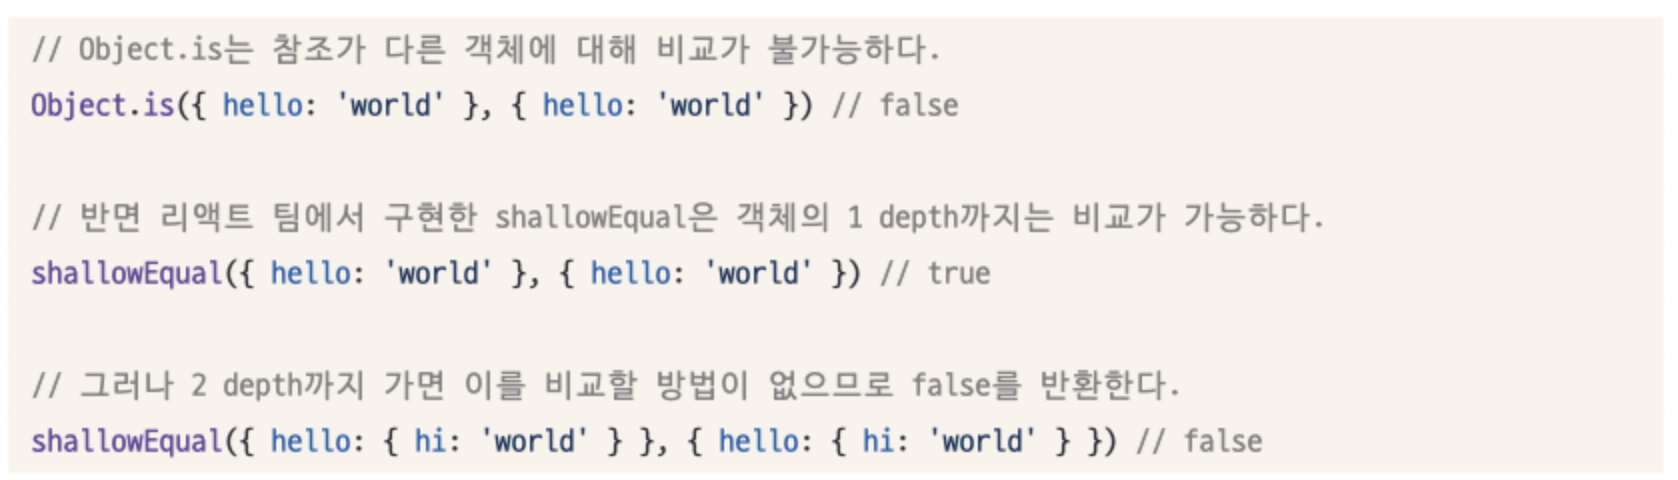 // Object.is는 참조가 다른 객체에 대해 비교가 불가능하다.
Object.is({ hello: 'world' }, { hello: 'world' }) // false
// 반면 리액트 팀에서 구현한 shallowEqual은 객체의 1 depth까지는 비교가 가능하다.
shallowEqual({ hello: 'world' }, { hello: 'world' }) // true
// 그러나 2 depth까지 가면 이를 비교할 방법이 없으므로 false를 반환한다.
shallowEqual({ hello: { hi: 'world' } }, { hello: { hi: 'world' } }) // false